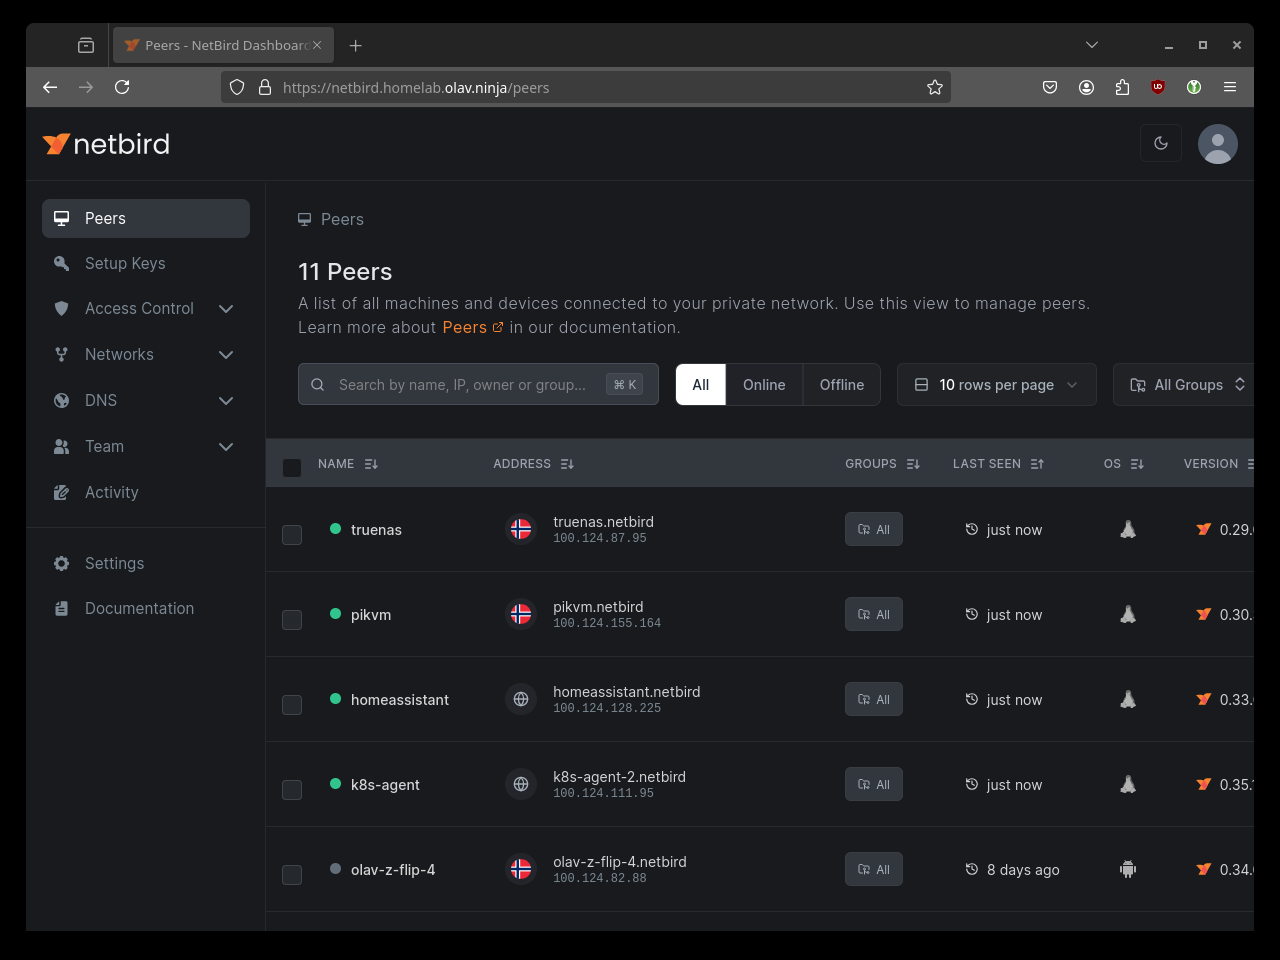 Peers - NetBird Dashboard
https://netbird.homelab.olav.ninja/peers
netbird
Peers
Setup Keys
Access Control
Networks
DNS
Team
Activity
Settings
Documentation
Peers
11 Peers
A list of all machines and devices connected to your private network. Use this view to manage peers.
Learn more about Peers in our documentation.
Search by name, IP, owner or group... ⌘ K All Online Offline 10 rows per page All Groups
NAME ADDRESS GROUPS LAST SEEN OS VERSION
truenas truenas.netbird All just now 0.29.
100.124.87.95
pikvm pikvm.netbird All just now 0.30.
100.124.155.164
homeassistant homeassistant.netbird All just now 0.33.
100.124.128.225
k8s-agent k8s-agent-2.netbird All just now 0.35.
100.124.111.95
olav-z-flip-4 olav-z-flip-4.netbird All 8 days ago 0.34.
100.124.82.88